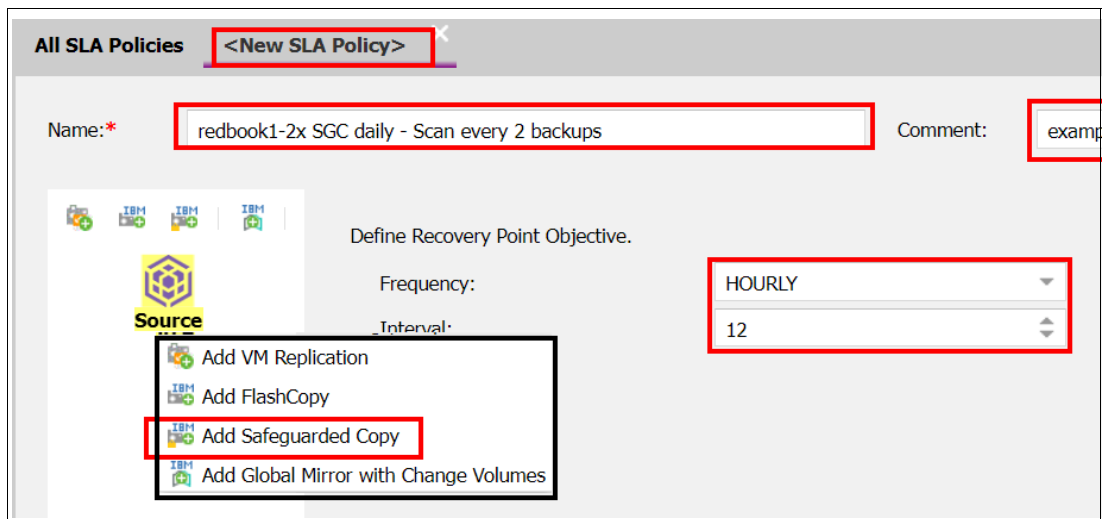 All SLA Policies <New SLA Policy>
Name:* redbook1-2x SGC daily - Scan every 2 backups Comment: examp
IBM IBM IBM
Define Recovery Point Objective.
Frequency: HOURLY
Source
Interval: 12
Add VM Replication
IBM Add FlashCopy
IBM Add Safeguarded Copy
IBM Add Global Mirror with Change Volumes